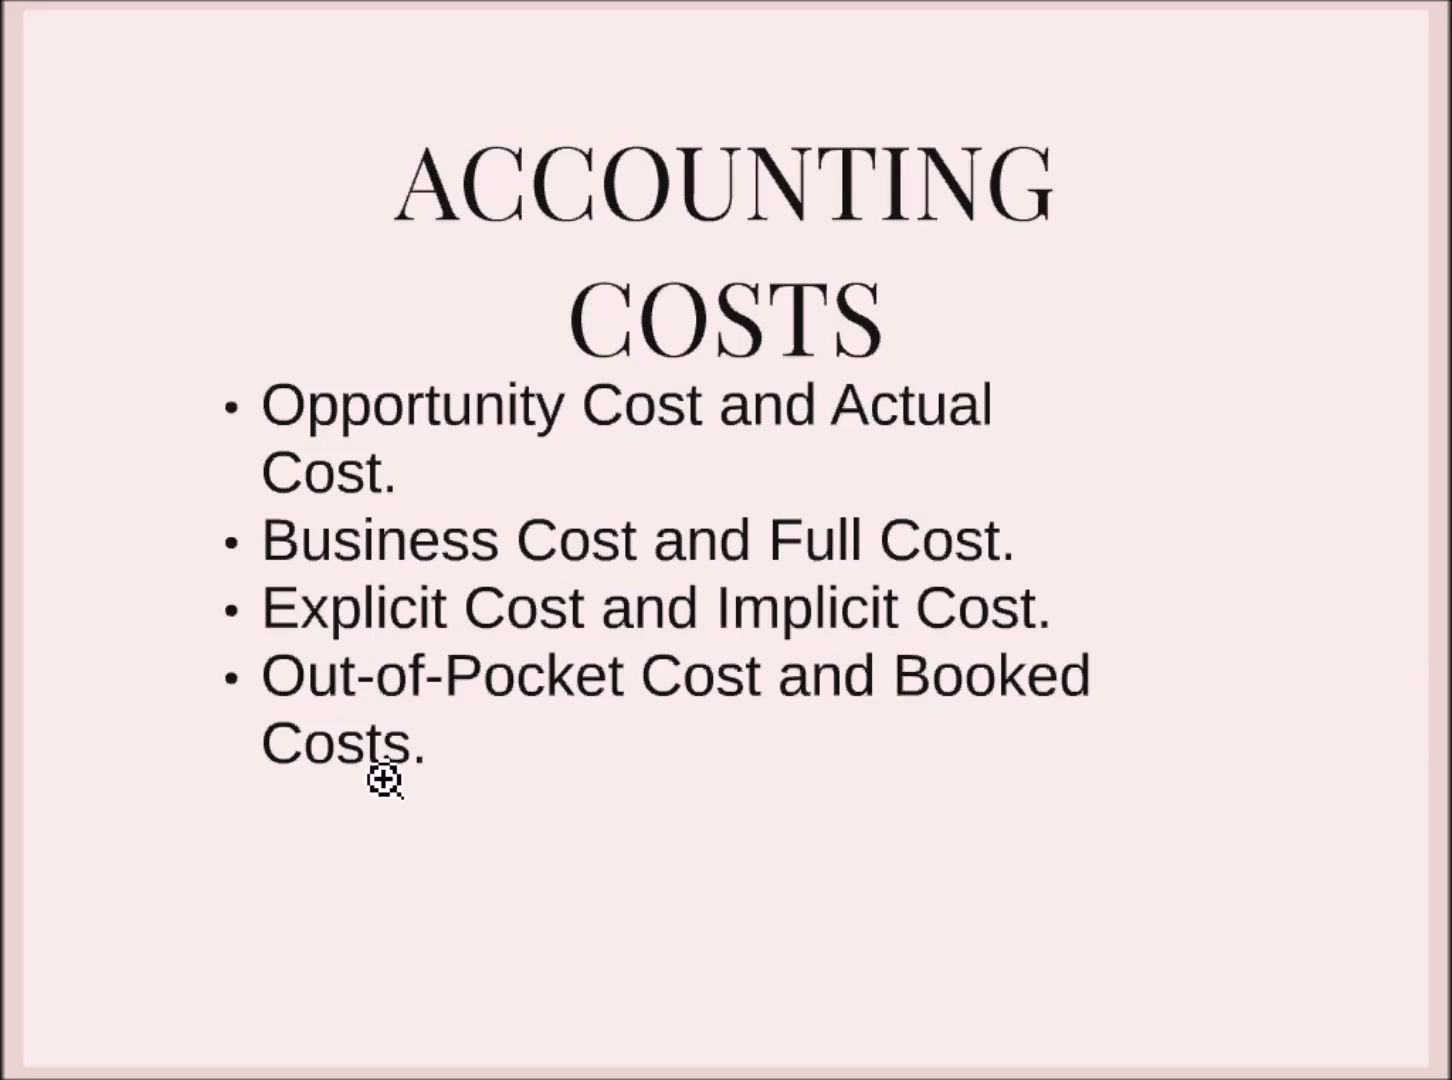 ACCOUNTING
COSTS
• Opportunity Cost and Actual
Cost.
• Business Cost and Full Cost.
• Explicit Cost and Implicit Cost.
• Out-of-Pocket Cost and Booked
Costs.